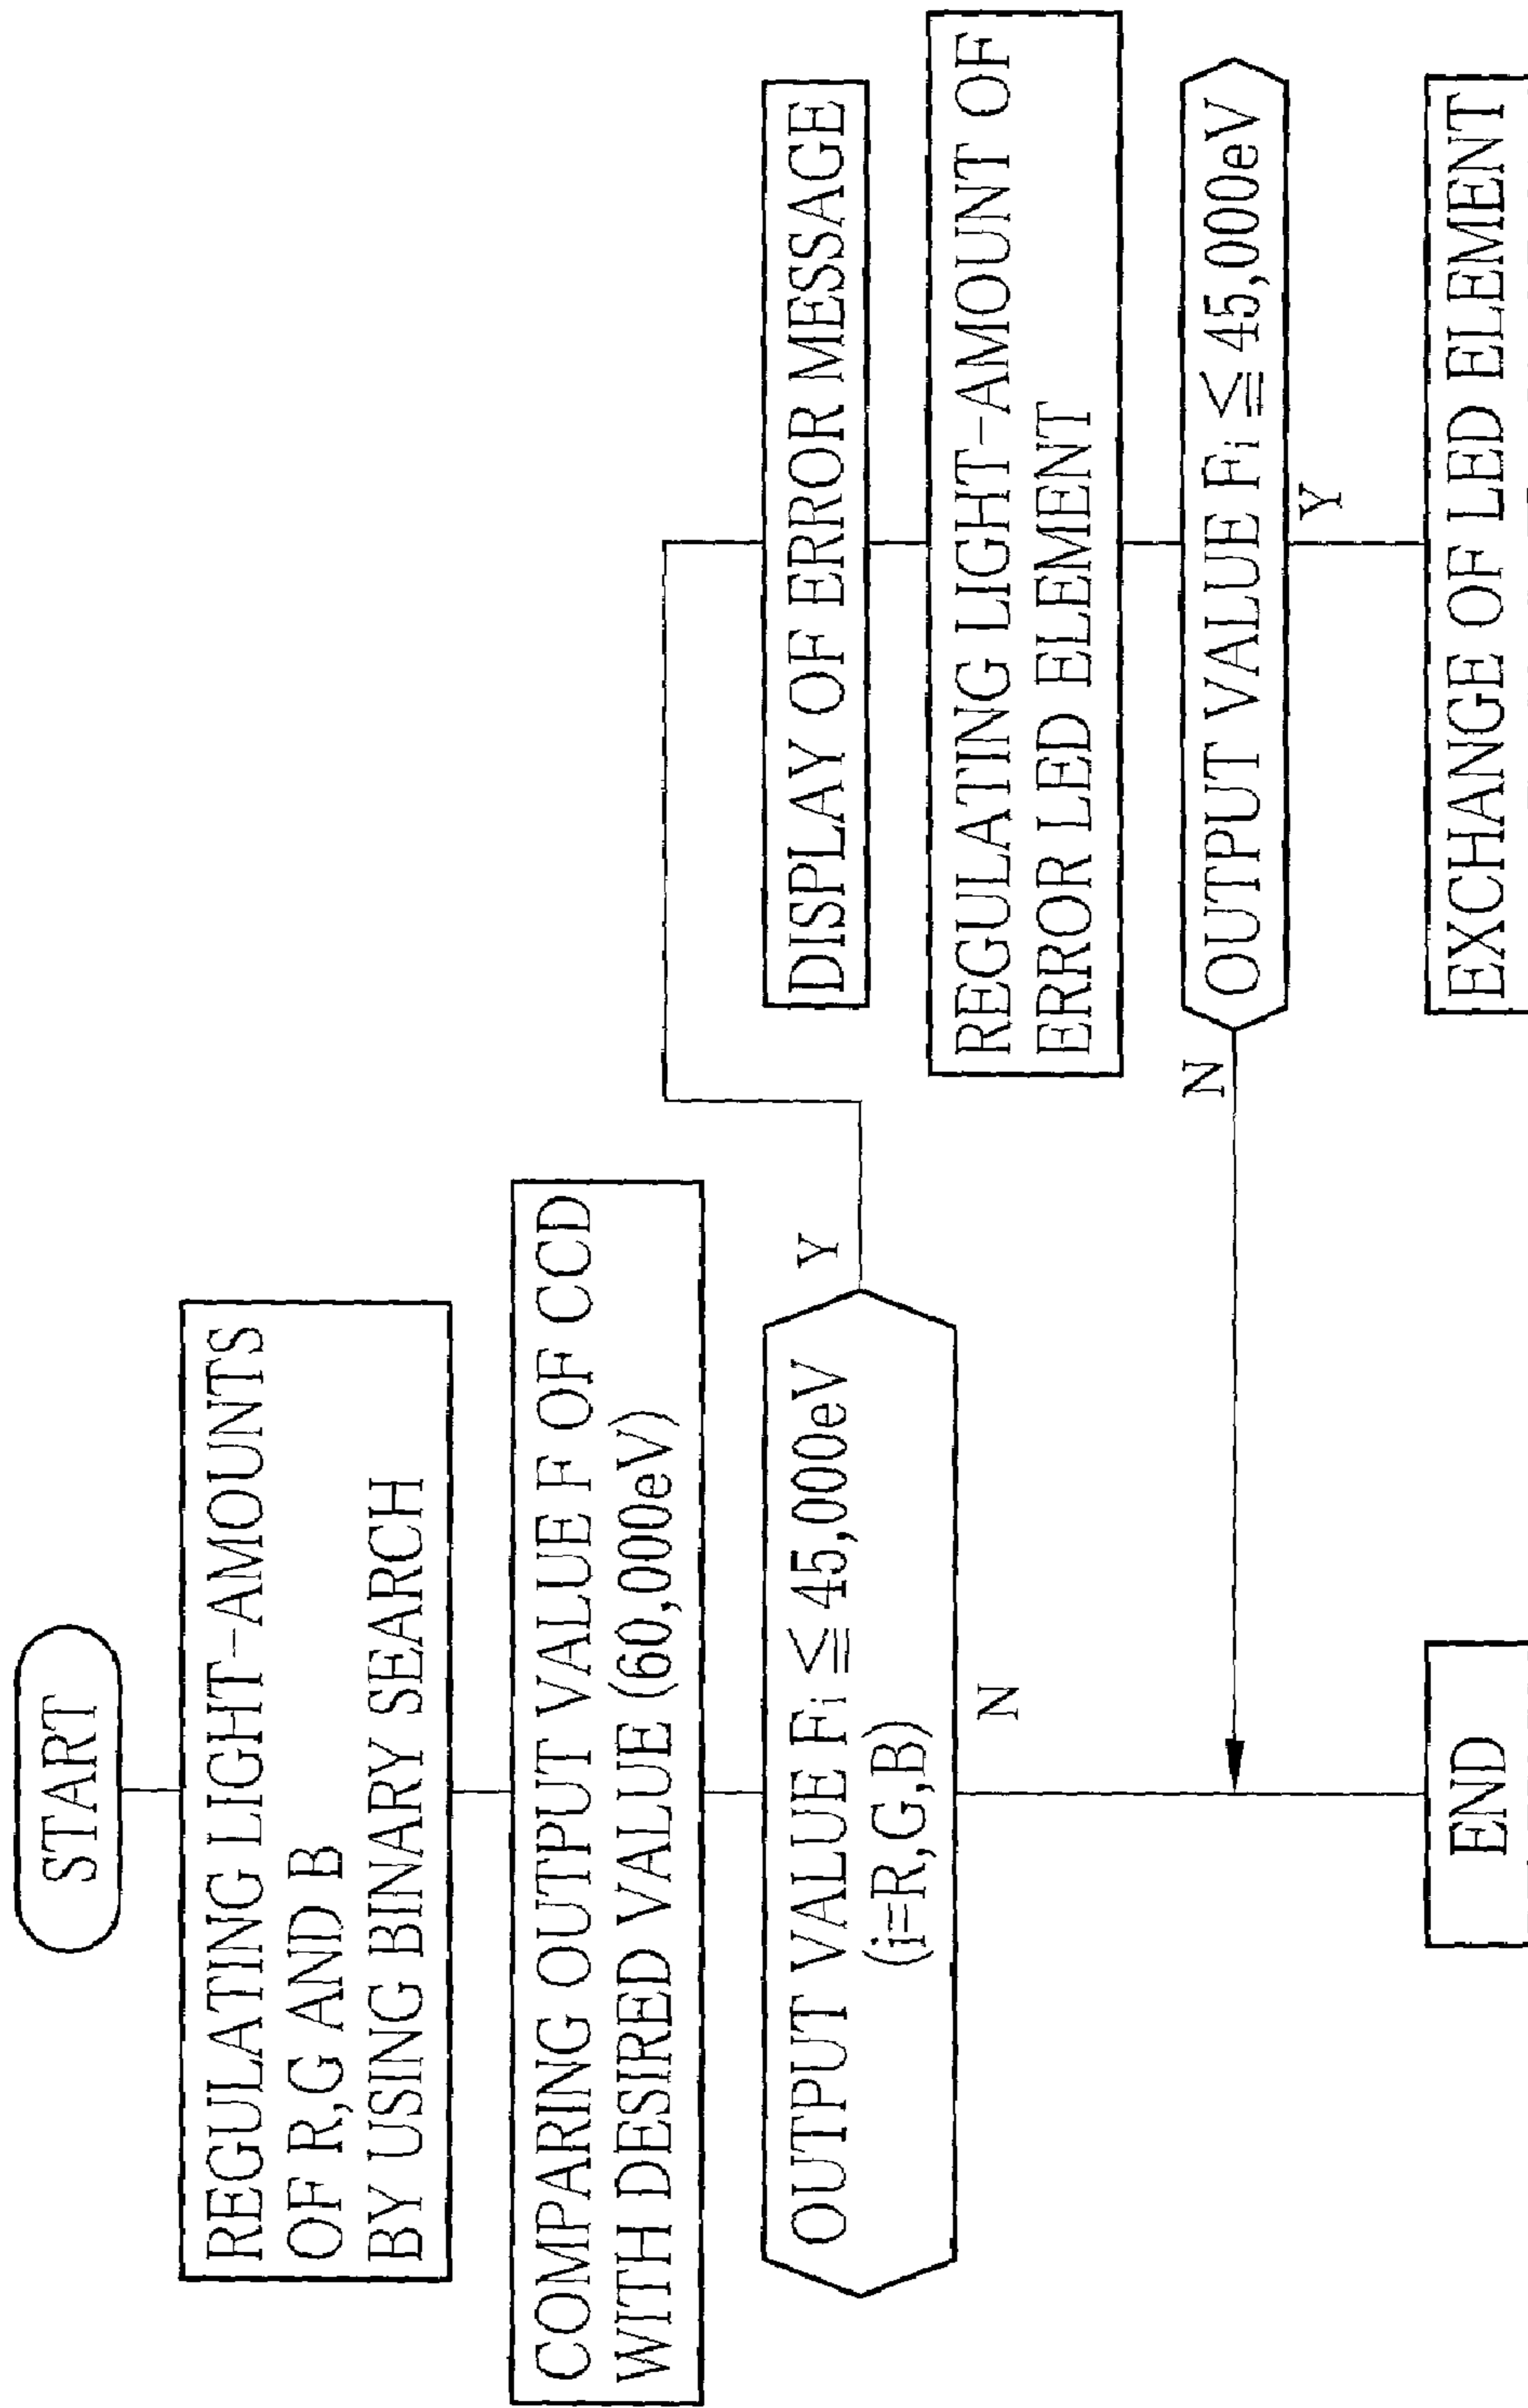 START
REGULATING LIGHT-AMOUNTS
OF R,G AND B
BY USING BINARY SEARCH
COMPARING OUTPUT VALUE F OF CCD
WITH DESIRED VALUE (60,000eV)
OUTPUT VALUE Fi ≦ 45,000eV
(i=R,G,B)
Y
N
DISPLAY OF ERROR MESSAGE
REGULATING LIGHT-AMOUNT OF
ERROR LED ELEMENT
OUTPUT VALUE Fi ≦ 45,000eV
N
Y
EXCHANGE OF LED ELEMENT
END